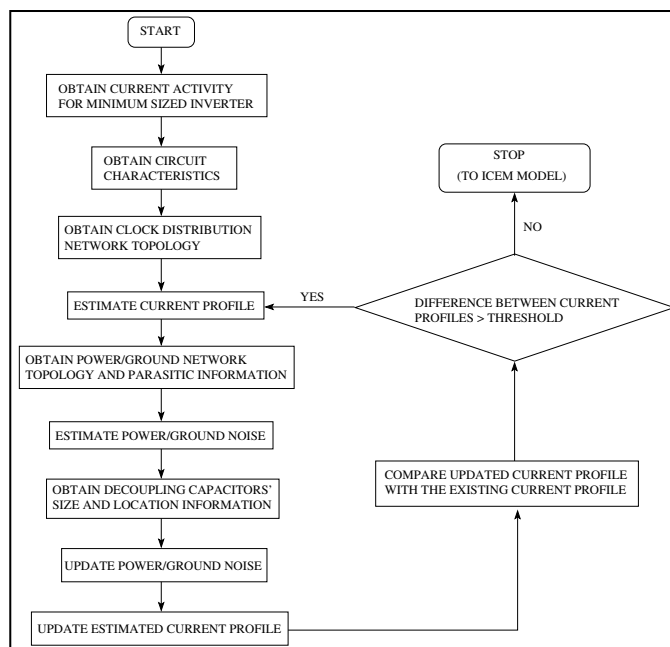 START
OBTAIN CURRENT ACTIVITY
FOR MINIMUM SIZED INVERTER
OBTAIN CIRCUIT
CHARACTERISTICS
OBTAIN CLOCK DISTRIBUTION
NETWORK TOPOLOGY
ESTIMATE CURRENT PROFILE
OBTAIN POWER/GROUND NETWORK
TOPOLOGY AND PARASITIC INFORMATION
ESTIMATE POWER/GROUND NOISE
OBTAIN DECOUPLING CAPACITORS'
SIZE AND LOCATION INFORMATION
UPDATE POWER/GROUND NOISE
UPDATE ESTIMATED CURRENT PROFILE
COMPARE UPDATED CURRENT PROFILE
WITH THE EXISTING CURRENT PROFILE
DIFFERENCE BETWEEN CURRENT
PROFILES > THRESHOLD
YES
NO
STOP
(TO ICEM MODEL)